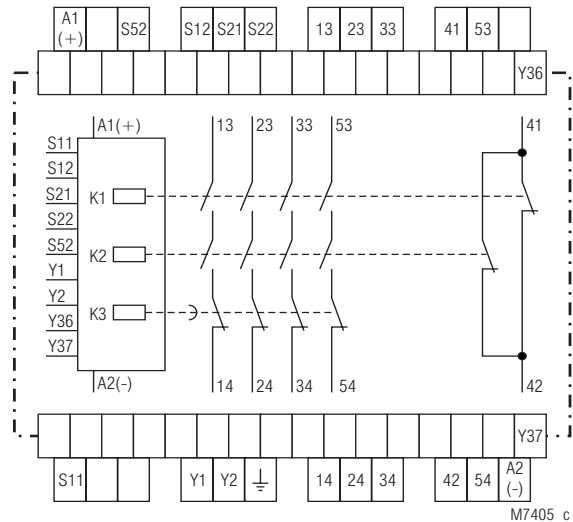 A1 (+) S52 S12 S21 S22 13 23 33 41 53
Y36
A1(+) 13 23 33 53 41
S11
S12
S21
K1
S22
S52
K2
Y1
Y2
K3
Y36
Y37
A2(-) 14 24 34 54 42
Y37
S11 Y1 Y2 14 24 34 42 54 A2 (-)
M7405_c